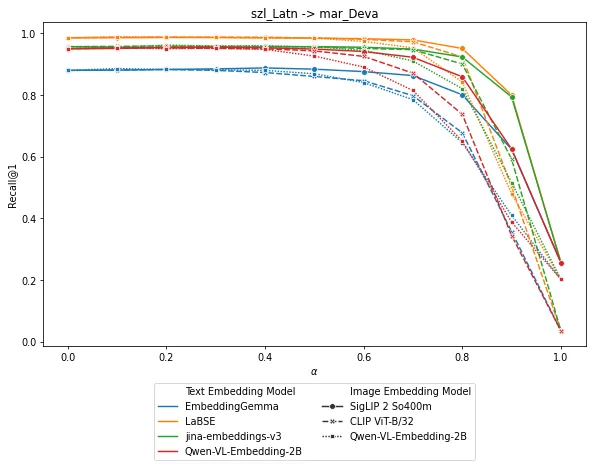 szl_Latn -> mar_Deva
1.0
0.8
0.6
0.4
0.2
0.0
Recall@1
0.0 0.2 0.4 0.6 0.8 1.0
α
Text Embedding Model Image Embedding Model
EmbeddingGemma SigLIP 2 So400m
LaBSE CLIP ViT-B/32
jina-embeddings-v3 Qwen-VL-Embedding-2B
Qwen-VL-Embedding-2B